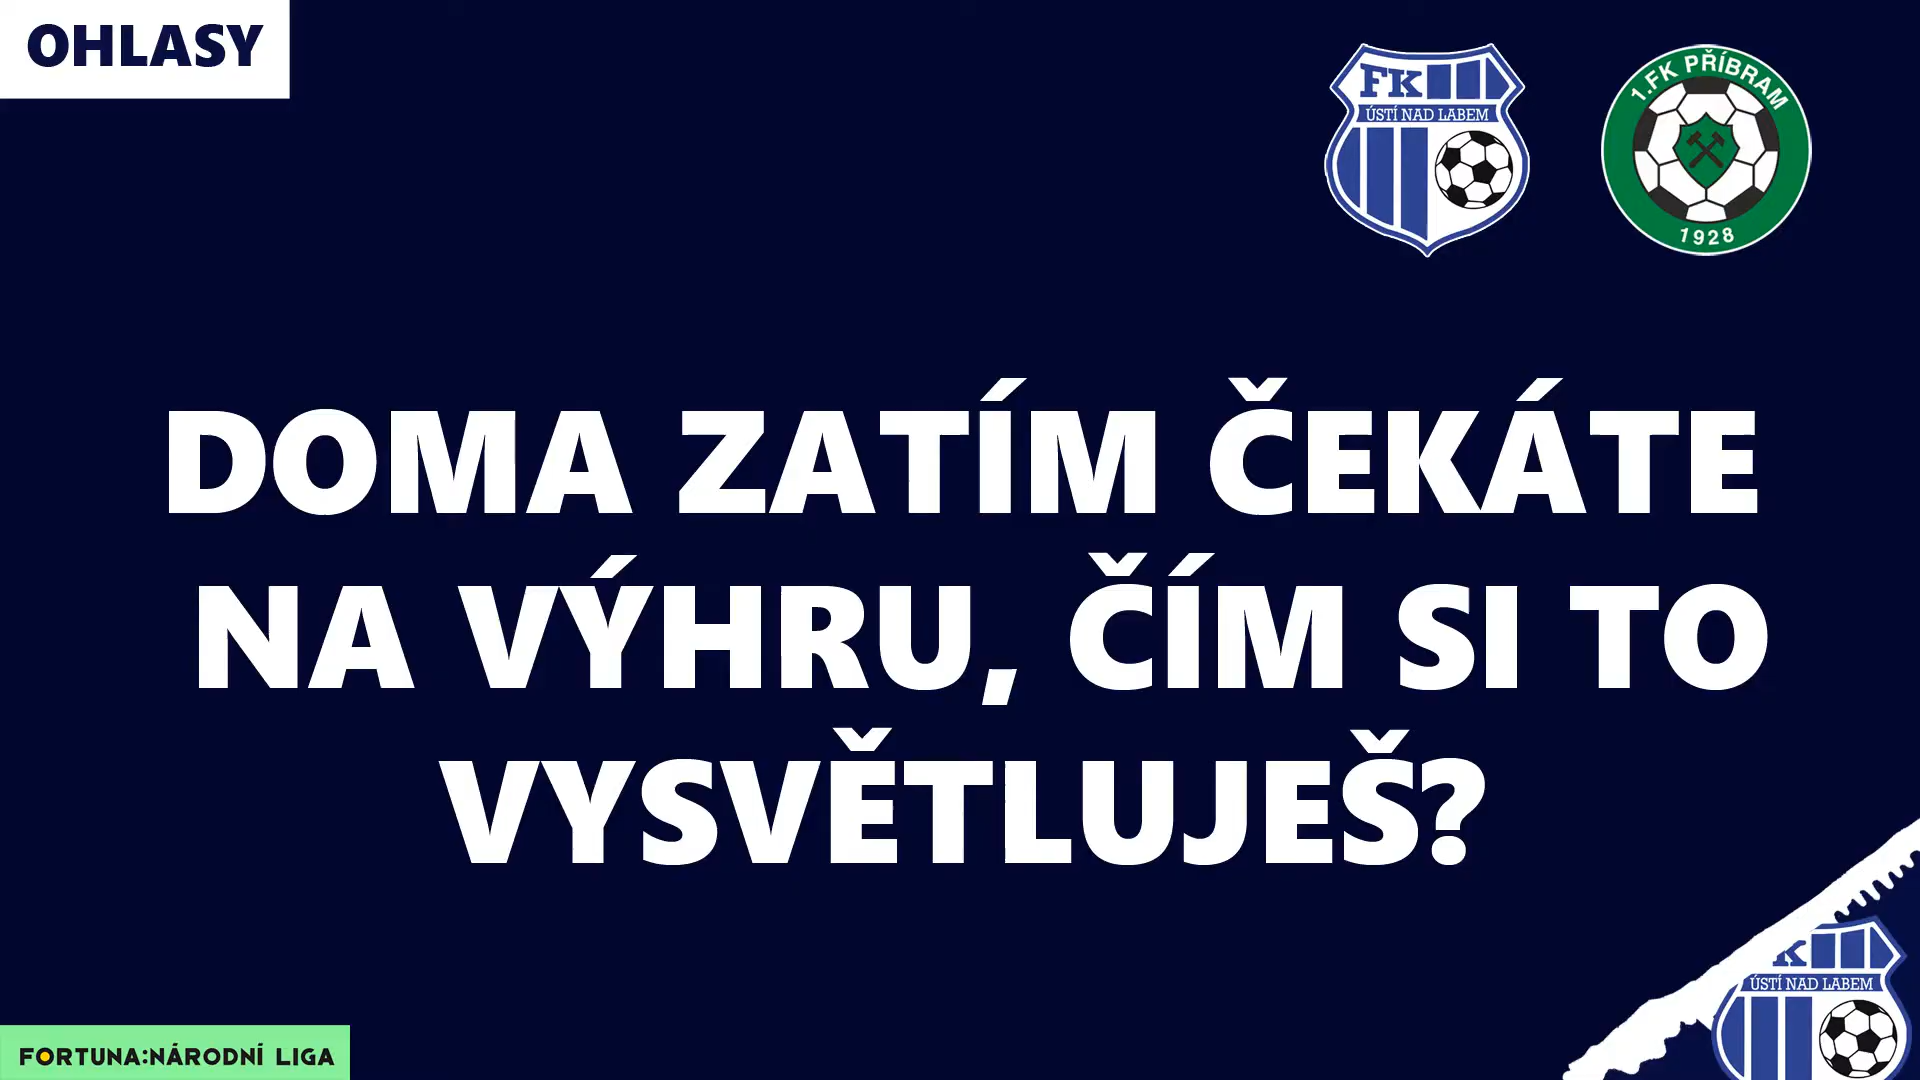 OHLASY
FK
ÚSTÍ NAD LABEM
1.FK PŘÍBRAM
1928
DOMA ZATÍM ČEKÁTE
NA VÝHRU, ČÍM SI TO
VYSVĚTLUJEŠ?
K
ÚSTÍ NAD LABEM
FORTUNA:NÁRODNÍ LIGA